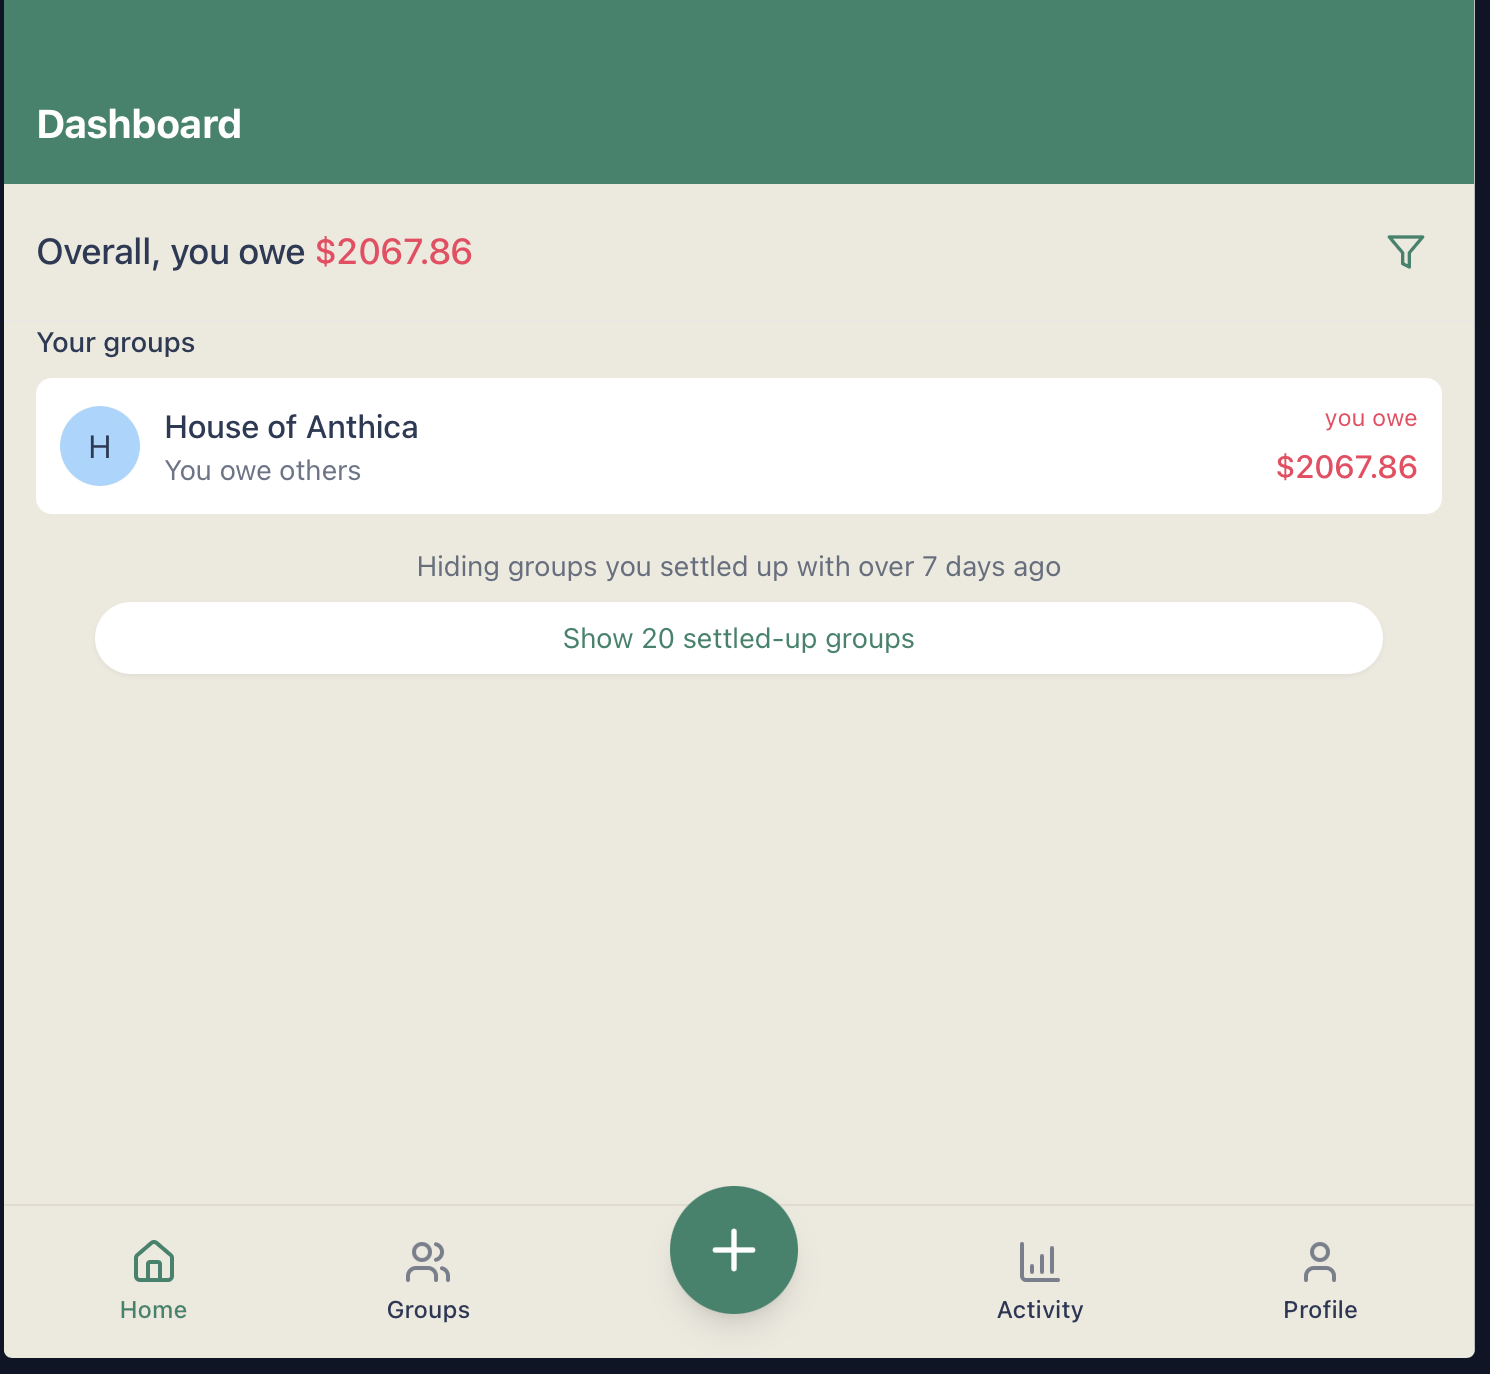 Dashboard
Overall, you owe $2067.86
Your groups
H
House of Anthica
You owe others
you owe
$2067.86
Hiding groups you settled up with over 7 days ago
Show 20 settled-up groups
Home
Groups
Activity
Profile